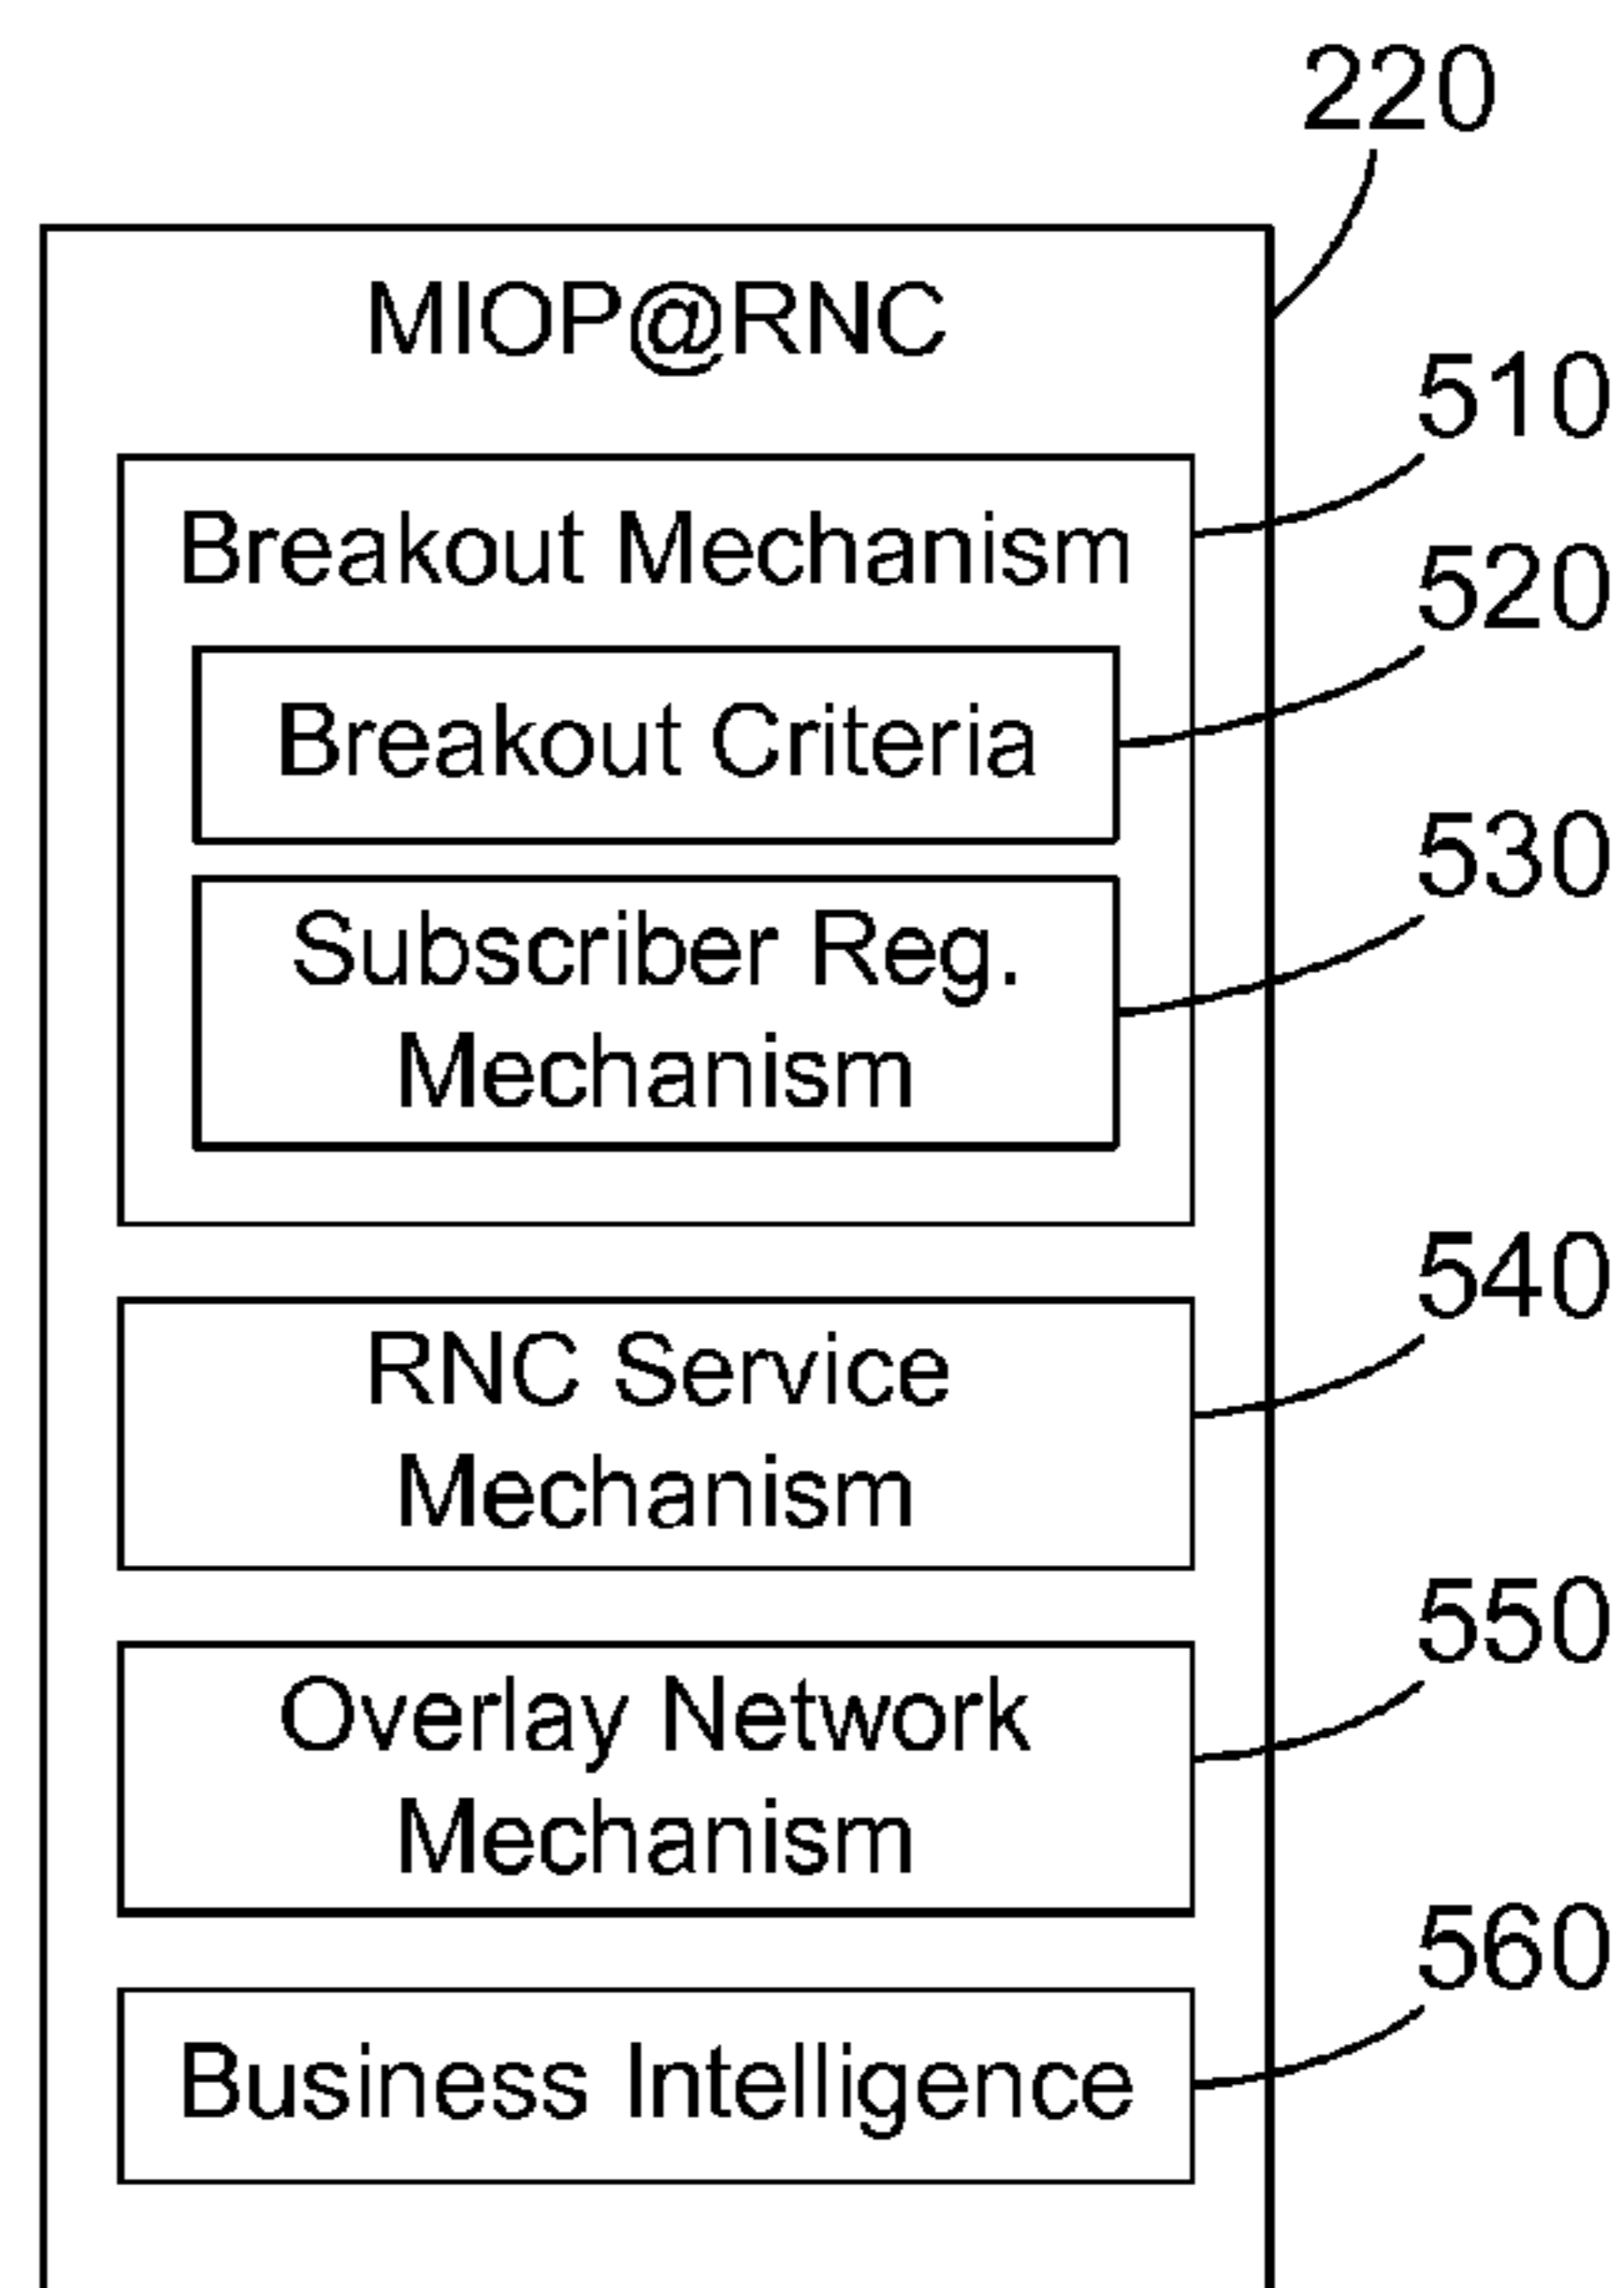 220
MIOP@RNC
510
Breakout Mechanism
520
Breakout Criteria
530
Subscriber Reg.
Mechanism
540
RNC Service
Mechanism
550
Overlay Network
Mechanism
560
Business Intelligence